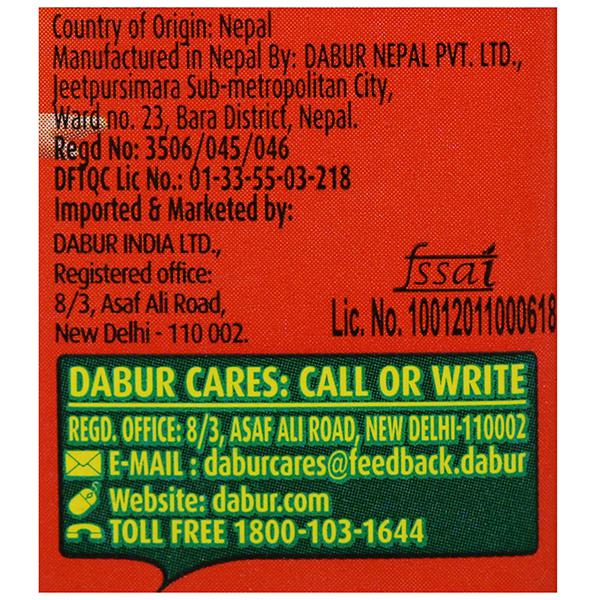 Country of Origin: Nepal
Manufactured in Nepal By: DABUR NEPAL PVT. LTD.,
Jeetpursimara Sub-metropolitan City,
Ward no. 23, Bara District, Nepal.
Regd No: 3506/045/046
DFTQC Lic No.: 01-33-55-03-218
Imported & Marketed by:
DABUR INDIA LTD.,
Registered office:
8/3, Asaf Ali Road,
New Delhi - 110 002.
fssai
Lic. No. 10012011000618
DABUR CARES: CALL OR WRITE
REGD. OFFICE: 8/3, ASAF ALI ROAD, NEW DELHI-110002
E-MAIL : daburcares@feedback.dabur
Website: dabur.com
TOLL FREE 1800-103-1644